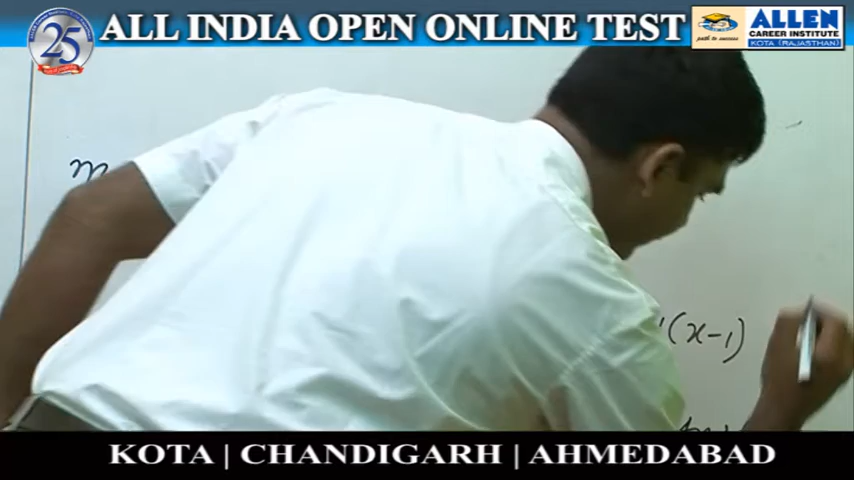 ALL INDIA OPEN ONLINE TEST
25
path to success
ALLEN
CAREER INSTITUTE
KOTA (RAJASTHAN)
m
'(x-1)
KOTA | CHANDIGARH | AHMEDABAD